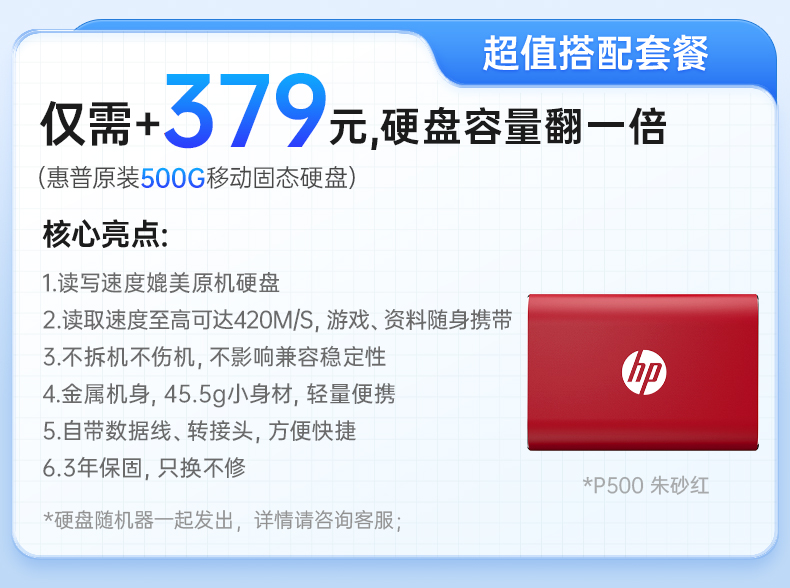 超值搭配套餐
仅需+379元,硬盘容量翻一倍
(惠普原装500G移动固态硬盘)
核心亮点:
1.读写速度媲美原机硬盘
2.读取速度至高可达420M/S, 游戏、资料随身携带
3.不拆机不伤机, 不影响兼容稳定性
4.金属机身, 45.5g小身材, 轻量便携
5.自带数据线、转接头, 方便快捷
6.3年保固, 只换不修
hp
*P500 朱砂红
*硬盘随机器一起发出, 详情请咨询客服;